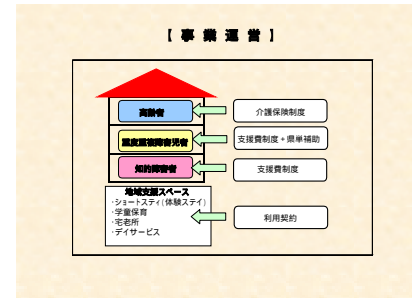 【 事 業 運 営 】
高齢者
介護保険制度
重度重複障害児者
支援費制度＋県単補助
知的障害者
支援費制度
地域支援スペース
・ショートスティ(体験ステイ)
・学童保育
・宅老所
・デイサービス
利用契約